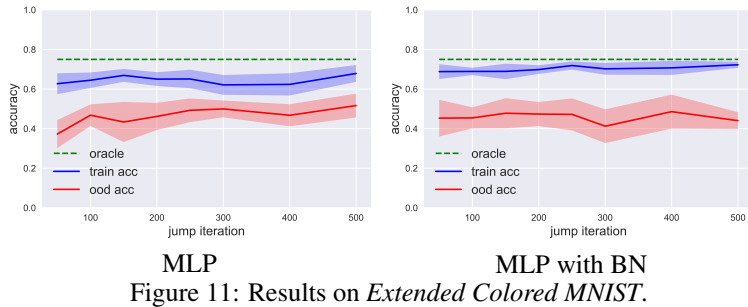 1.0
0.8
0.6
0.4
0.2
0.0
accuracy
oracle
train acc
ood acc
100 200 300 400 500
jump iteration
MLP
1.0
0.8
0.6
0.4
0.2
0.0
accuracy
oracle
train acc
ood acc
100 200 300 400 500
jump iteration
MLP with BN
Figure 11: Results on Extended Colored MNIST.